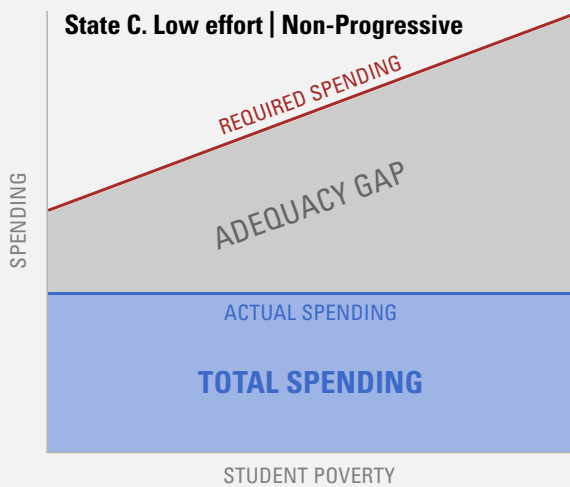 State C. Low effort | Non-Progressive
REQUIRED SPENDING
ADEQUACY GAP
SPENDING
ACTUAL SPENDING
TOTAL SPENDING
STUDENT POVERTY